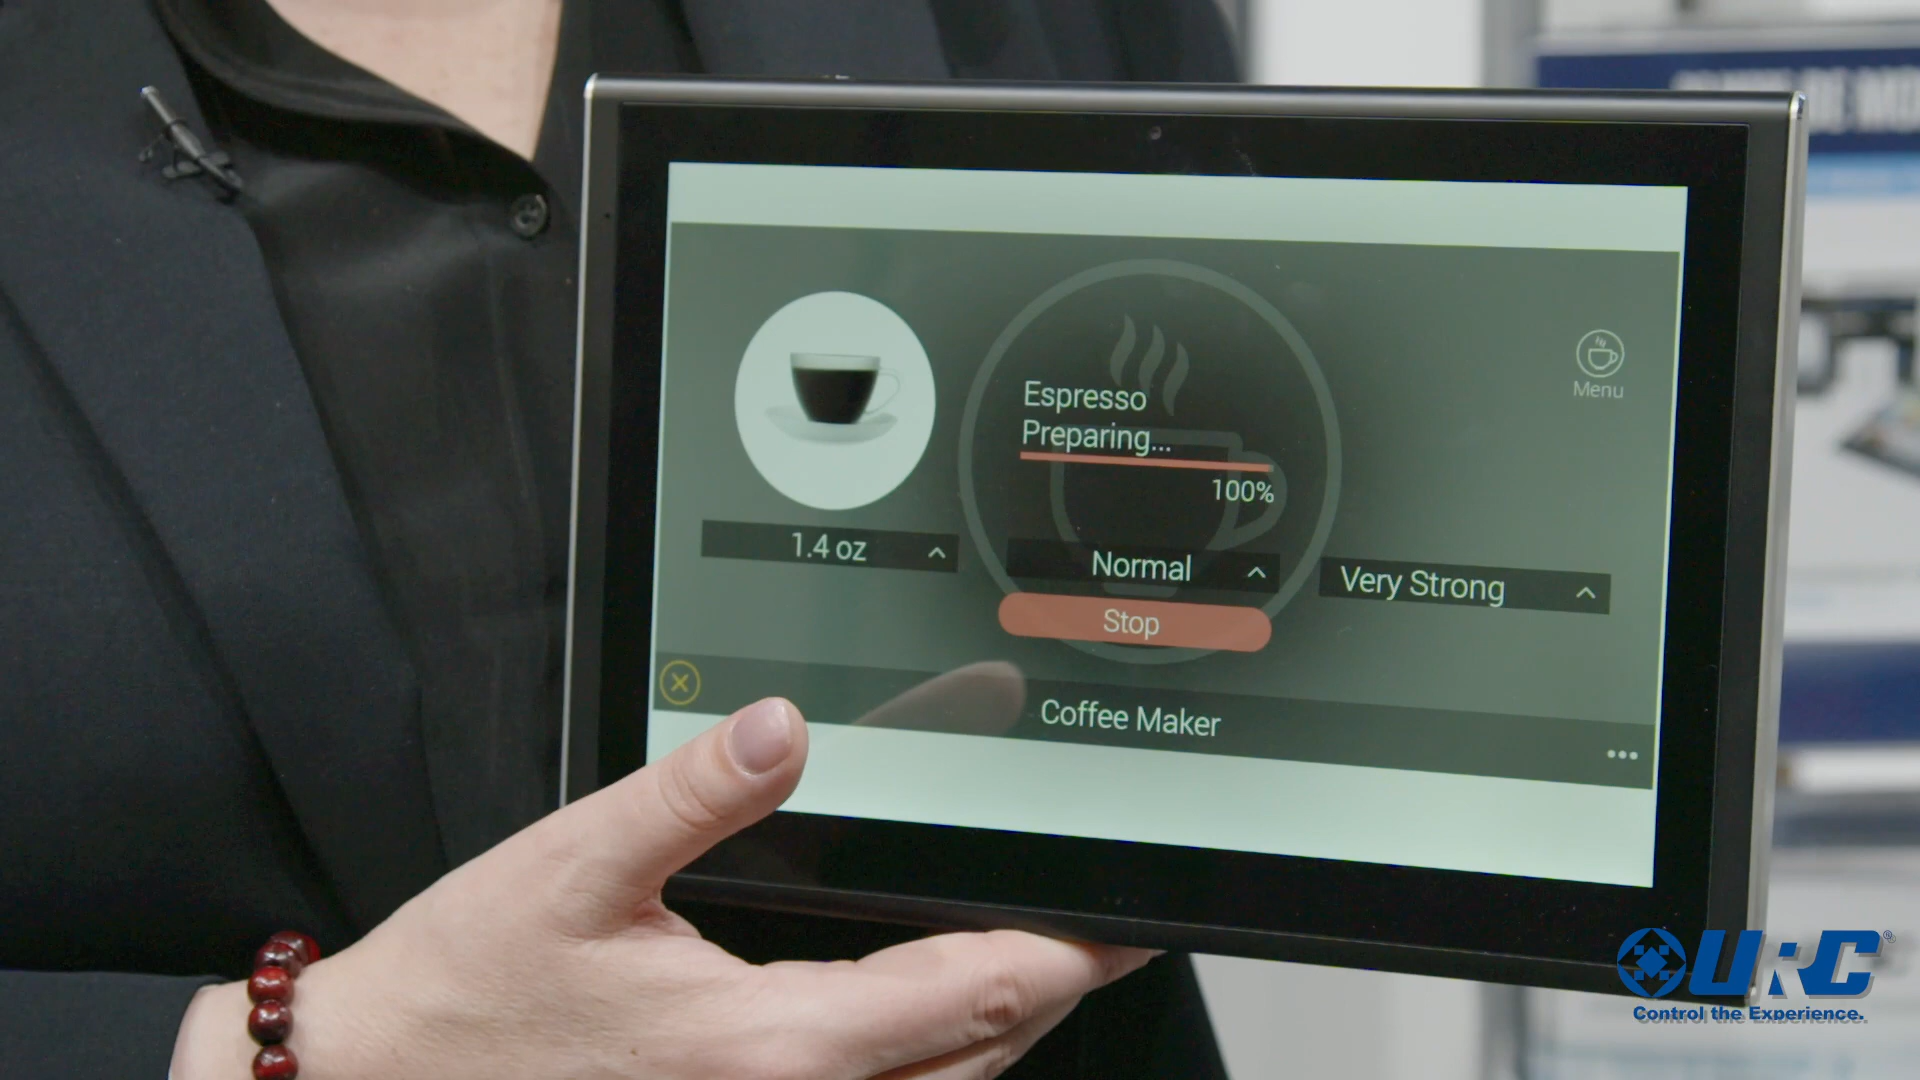 Espresso
Preparing...
100%
Menu
1.4 oz
Normal
Very Strong
Stop
Coffee Maker
URC®
Control the Experience.